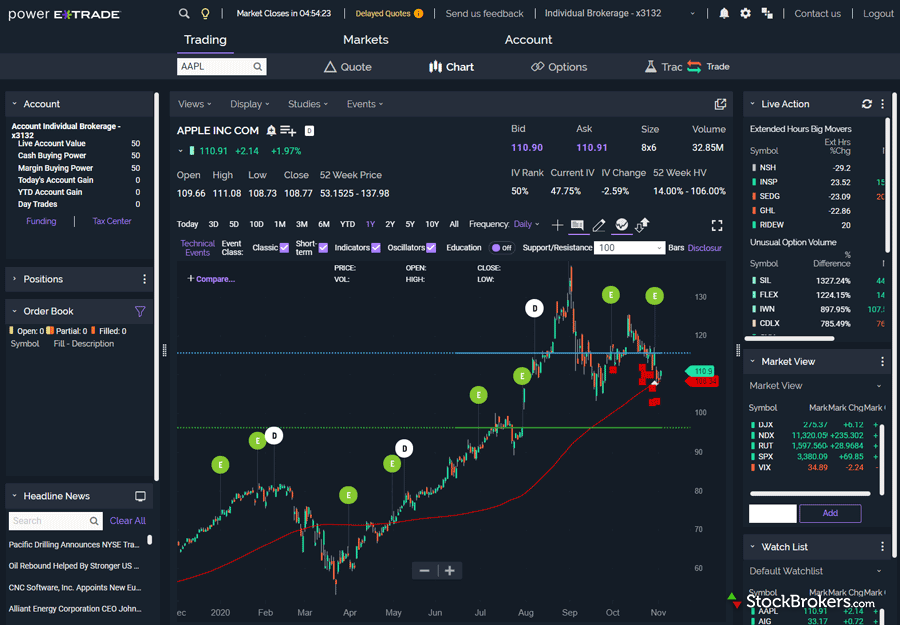 power E*TRADE
Market Closes in 04:54:23
Delayed Quotes
Send us feedback
Individual Brokerage - x3132
Contact us
Logout
Trading
Markets
Account
AAPL
Quote
Chart
Options
Trac
Trade
Account
Account Individual Brokerage -
x3132
Live Account Value 50
Cash Buying Power 50
Margin Buying Power 50
Today's Account Gain 0
YTD Account Gain 0
Day Trades 0
Funding
Tax Center
Positions
Order Book
Open: 0 Partial: 0 Filled: 0
Symbol Fill - Description
Headline News
Search
Clear All
Pacific Drilling Announces NYSE Tra...
Oil Rebound Helped By Stronger US ...
CNC Software, Inc. Appoints New Eu...
Alliant Energy Corporation CEO John...
Views Display Studies Events
APPLE INC COM D
110.91 +2.14 +1.97%
Bid Ask Size Volume
110.90 110.91 8x6 32.85M
Open High Low Close 52 Week Price
109.66 111.08 108.73 108.77 53.1525 - 137.98
IV Rank Current IV IV Change 52 Week HV
50% 47.75% -2.59% 14.00% - 106.00%
Today 3D 5D 10D 1M 3M 6M YTD 1Y 2Y 5Y 10Y All Frequency Daily
Technical
Events
Event
Class:
Classic
Short-
term
Indicators
Oscillators
Education
Off
Support/Resistance
100
Bars
Disclosur
+ Compare...
PRICE: OPEN: CLOSE:
VOL: HIGH: LOW:
E
E
D
E
E
D
E
E
D
E
E
130
120
110.9
100
90
80
70
60
ec 2020 Feb Mar Apr May Jun Jul Aug Sep Oct Nov
Live Action
Extended Hours Big Movers
Symbol
Ext Hrs
%Chg
NSH -29.2
INSP 23.52 15
SEDG -23.09 20
GHL -22.86
RIDEW 20
Unusual Option Volume
Symbol
%
Difference
SIL 1327.24% 44
FLEX 1224.15% 14
IWN 897.95% 107.
CDLX 785.49% 76
Market View
Market View
Symbol Mark Mark Chg Mark
DJX 275.37 +6.12 +
NDX 11,320.05 +235.302 +
RUT 1,597.560 +28.9684 +
SPX 3,380.09 +69.85 +
VIX 34.89 -2.24 -
Add
Watch List
Default Watchlist
Symbol Mark Mark Chg Mark
AAPL 110.91 +2.14 +
AIG 33.17 +0.72 +
StockBrokers.com